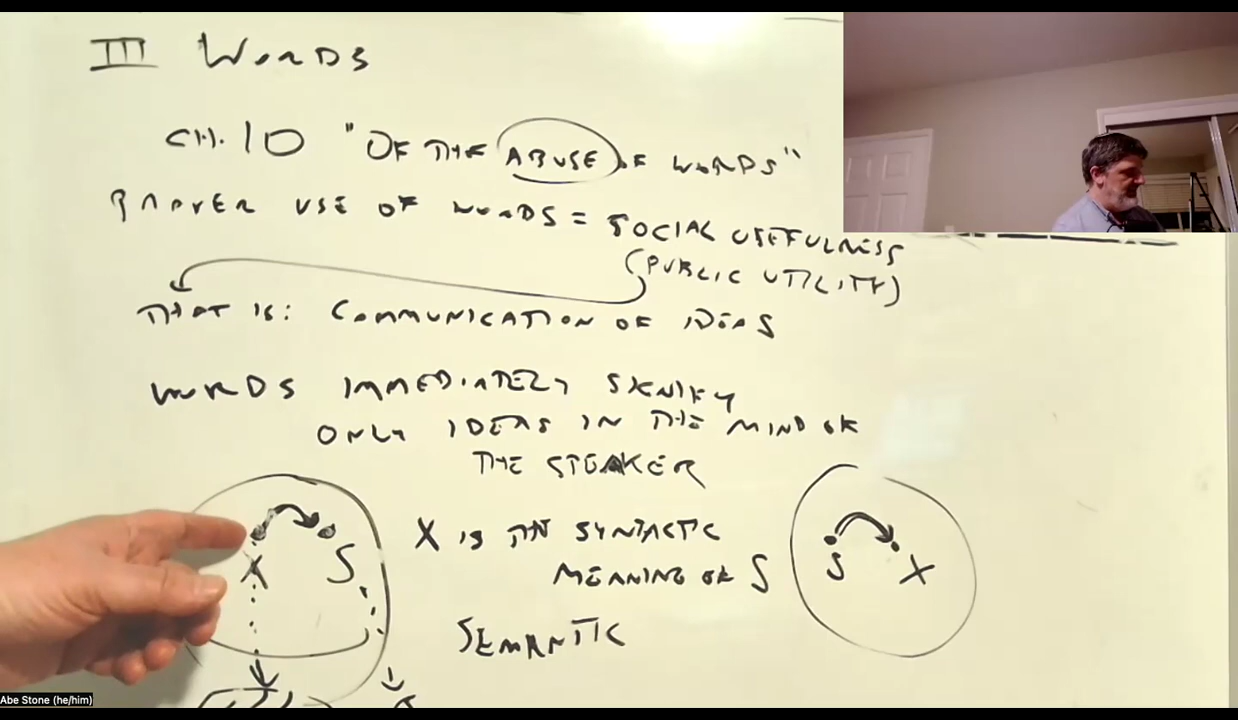 III WORDS
CH. 10 "OF THE ABUSE OF WORDS"
PROPER USE OF WORDS = SOCIAL USEFULNESS
(PUBLIC UTILITY)
THAT IS: COMMUNICATION OF IDEAS
WORDS IMMEDIATELY SIGNIFY
ONLY IDEAS IN THE MIND OF
THE SPEAKER
X S
X IS THE SYNTACTIC
MEANING OF S
S X
SEMANTIC
Abe Stone (he/him)